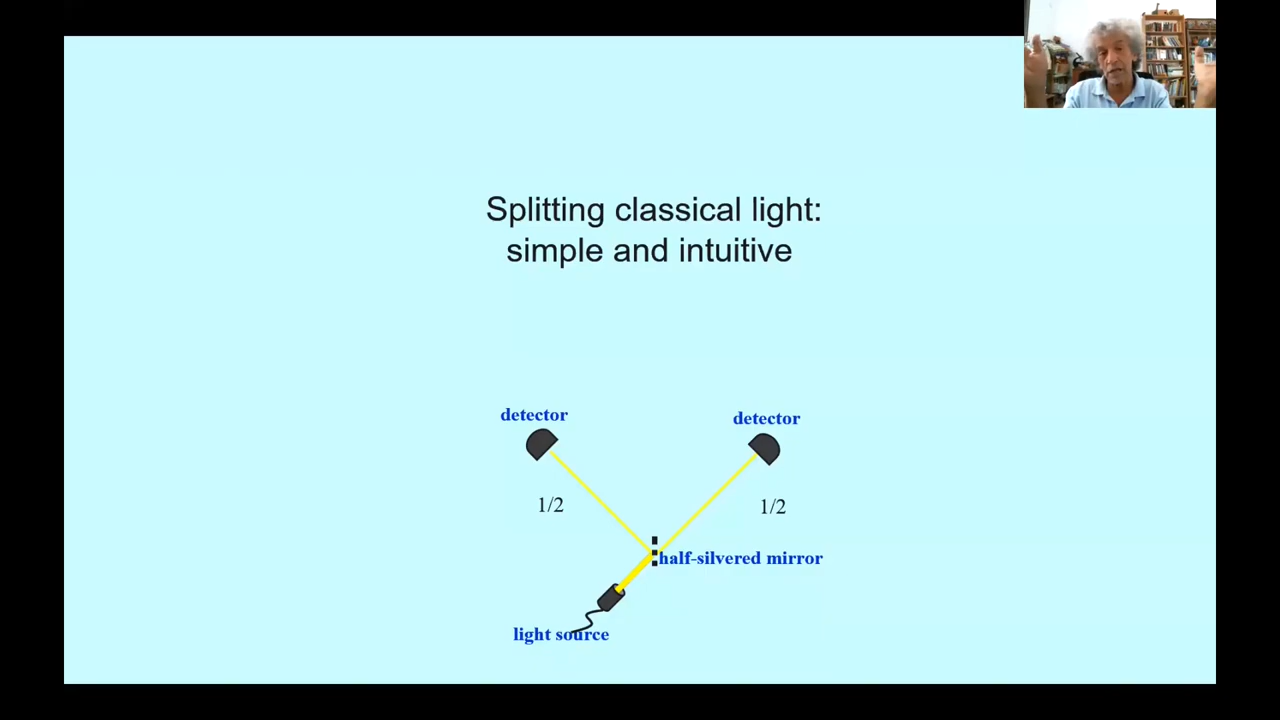 Splitting classical light:
simple and intuitive
detector
detector
1/2
1/2
half-silvered mirror
light source